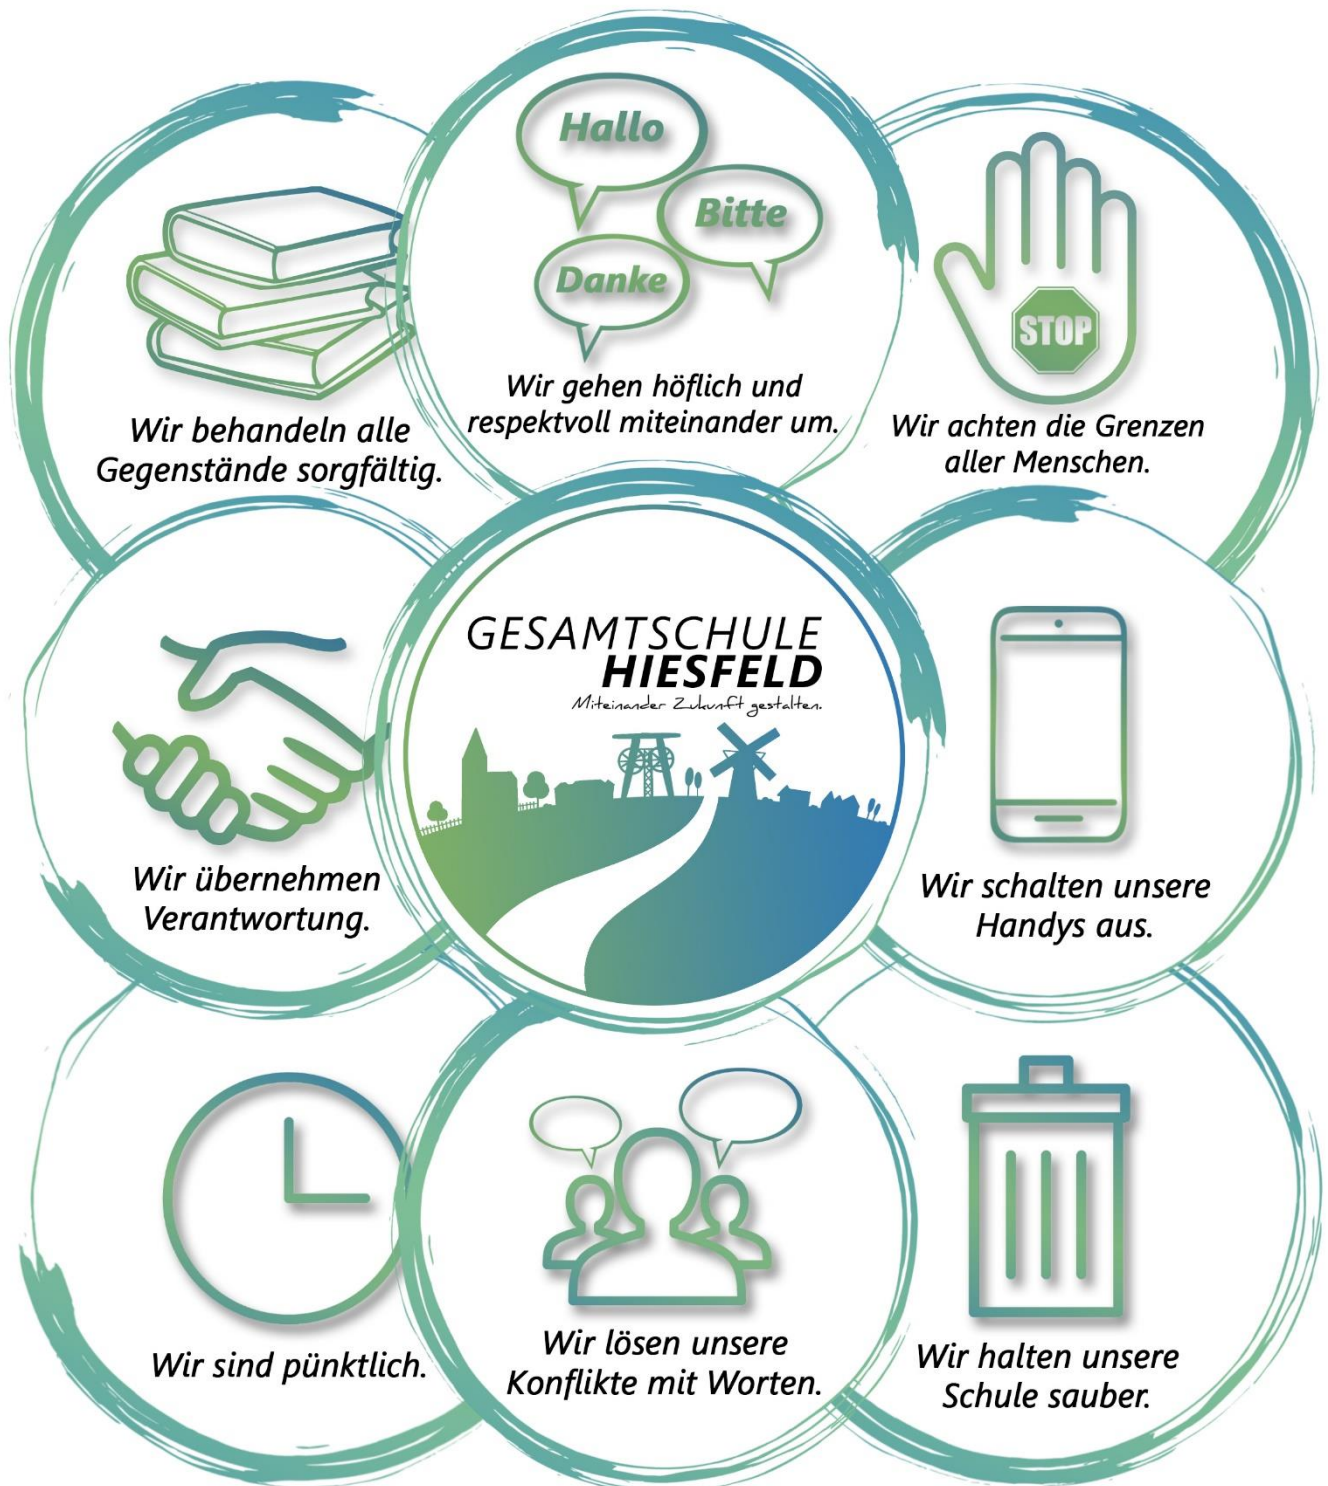 Hallo
Bitte
Danke
Wir gehen höflich und
respektvoll miteinander um.
Wir behandeln alle
Gegenstände sorgfältig.
STOP
Wir achten die Grenzen
aller Menschen.
GESAMTSCHULE
HIESFELD
Miteinander Zukunft gestalten.
Wir übernehmen
Verantwortung.
Wir schalten unsere
Handys aus.
Wir sind pünktlich.
Wir lösen unsere
Konflikte mit Worten.
Wir halten unsere
Schule sauber.